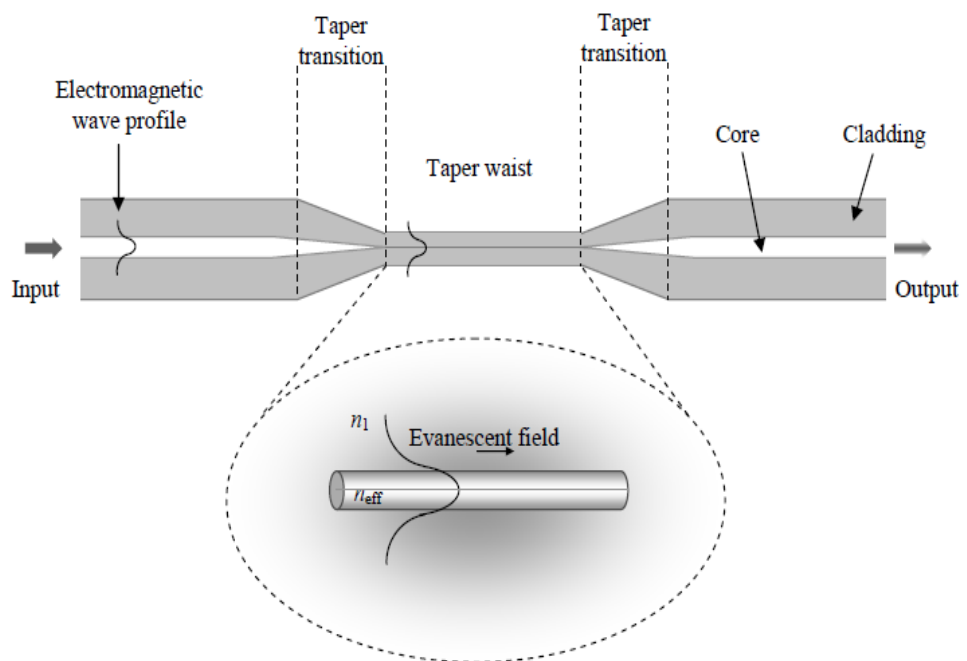 Taper
transition
Taper
transition
Electromagnetic
wave profile
Core
Cladding
Taper waist
Input
Output
n1
Evanescent field
neff